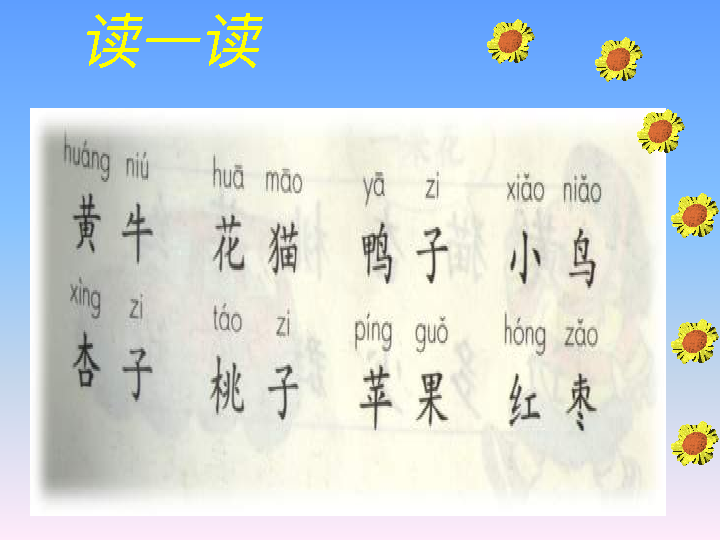 读一读
huáng niú huā māo yā zi xiǎo niǎo
黄牛 花猫 鸭子 小鸟
xìng zi táo zi píng guǒ hóng zǎo
杏子 桃子 苹果 红枣